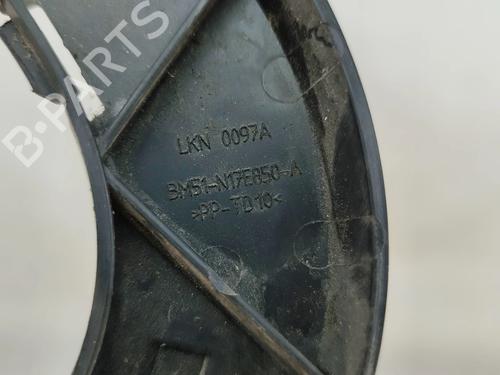 B-PARTS
LKN 0097A
BM51-N17E850-A
>PP-TD10<